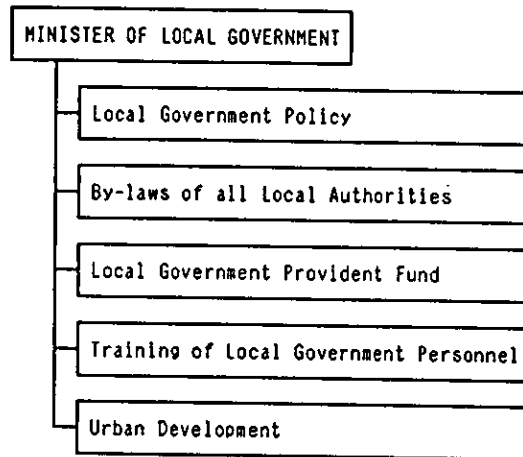 MINISTER OF LOCAL GOVERNMENT
Local Government Policy
By-laws of all Local Authorities
Local Government Provident Fund
Training of Local Government Personnel
Urban Development